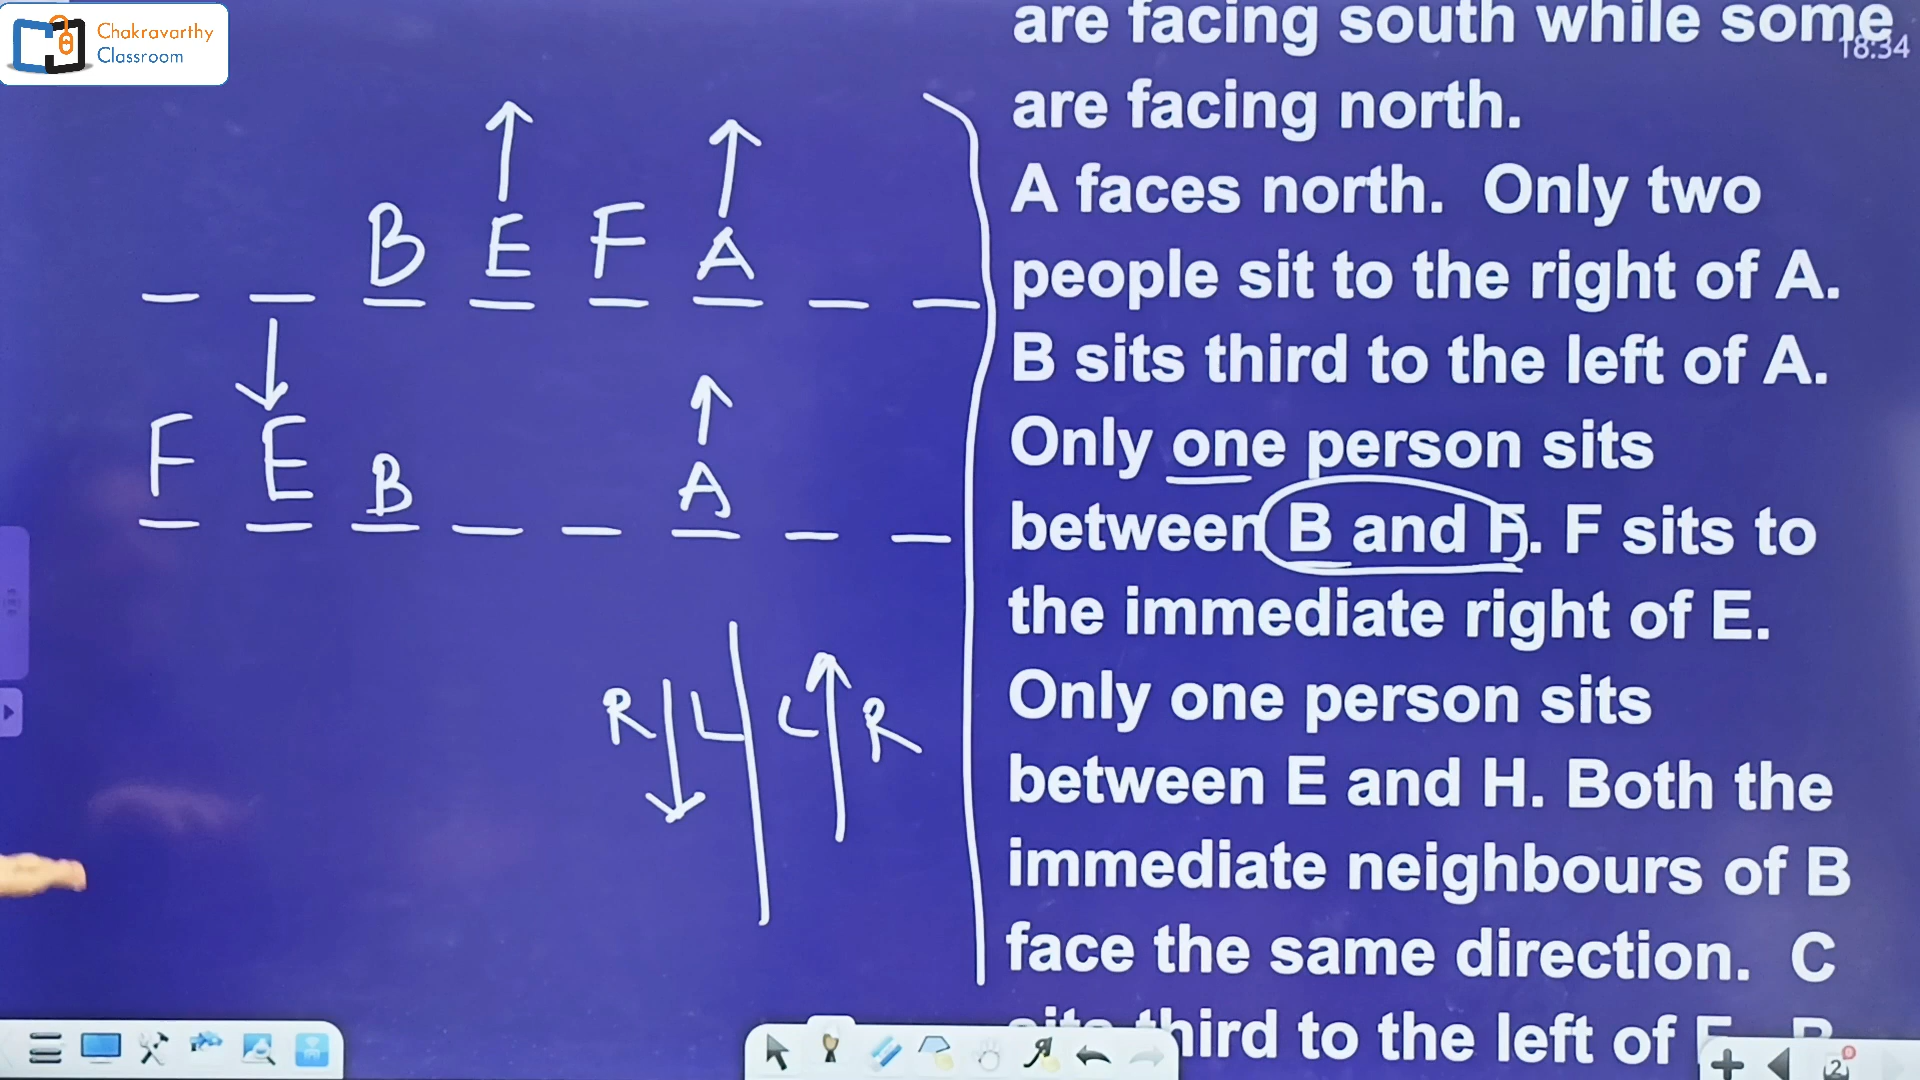 Chakravarthy
Classroom
18:34
are facing south while some
are facing north.
A faces north. Only two
people sit to the right of A.
B sits third to the left of A.
Only one person sits
between B and F. F sits to
the immediate right of E.
Only one person sits
between E and H. Both the
immediate neighbours of B
face the same direction. C
third to the left of
B E F A
F E B A
R L L R
2